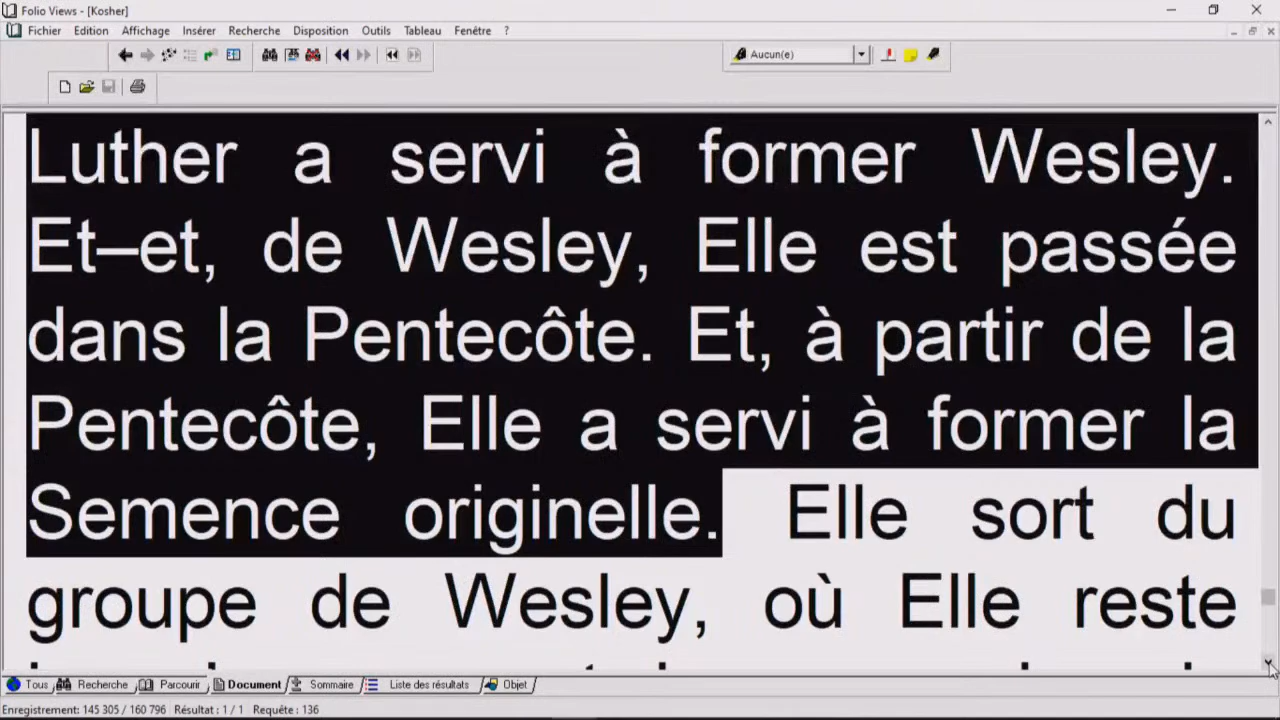 Folio Views - [Kosher]
Fichier Edition Affichage Insérer Recherche Disposition Outils Tableau Fenêtre ?
Aucun(e)
Luther a servi à former Wesley.
Et–et, de Wesley, Elle est passée
dans la Pentecôte. Et, à partir de la
Pentecôte, Elle a servi à former la
Semence originelle. Elle sort du
groupe de Wesley, où Elle reste
Tous Recherche Parcourir Document Sommaire Liste des résultats Objet
Enregistrement: 145 305 / 160 796 Résultat : 1 / 1 Requête : 136